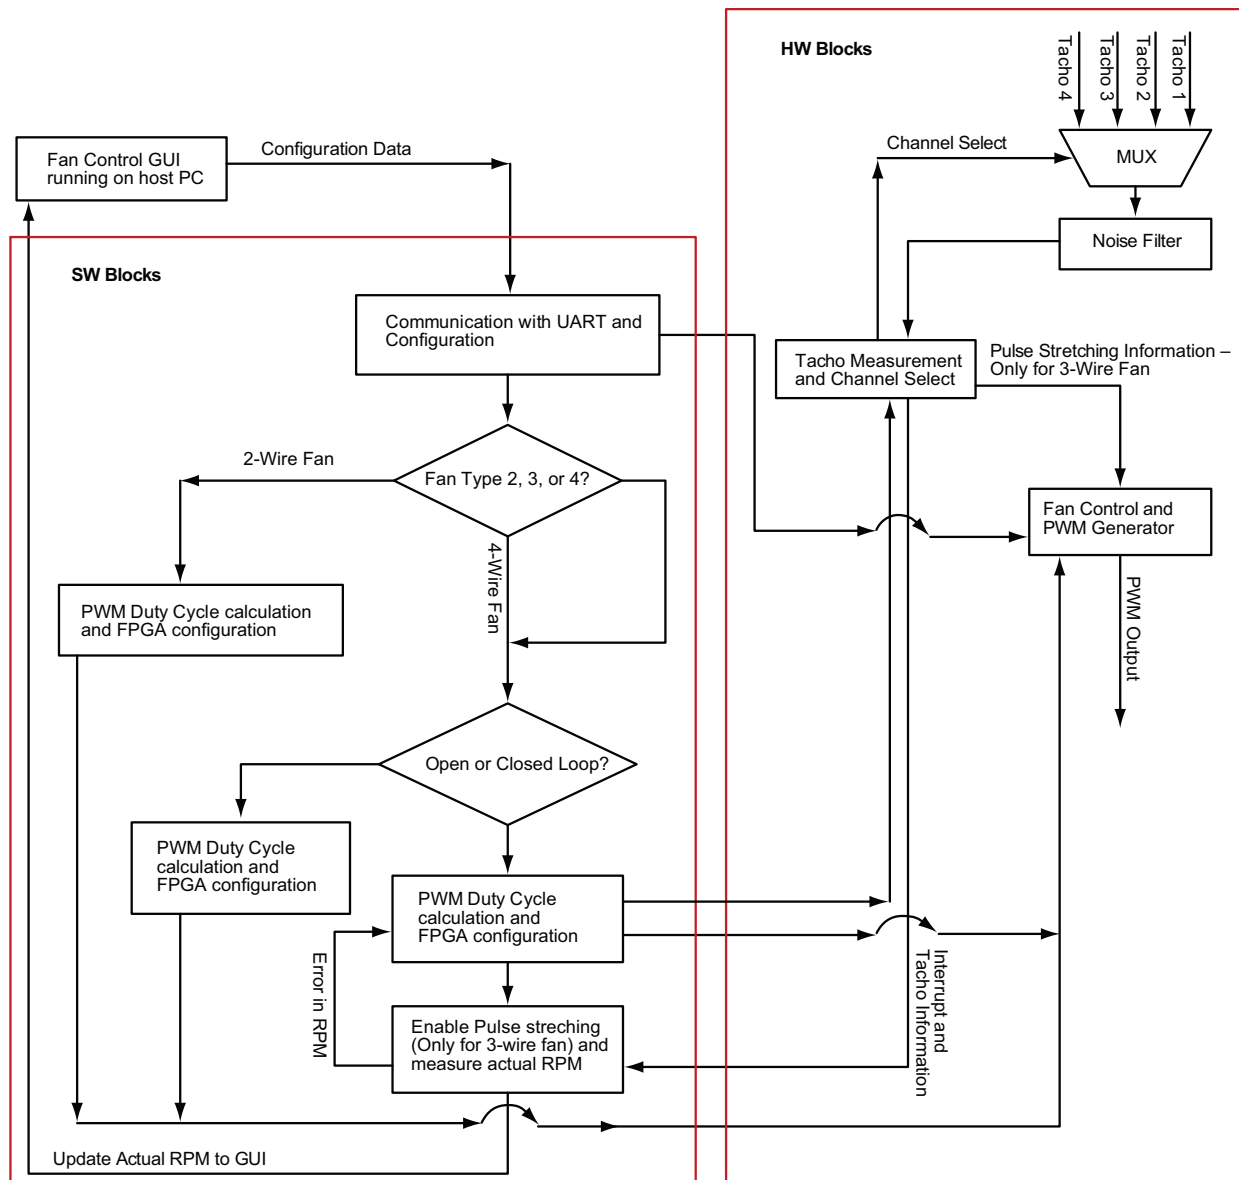 HW Blocks
Tacho 4
Tacho 3
Tacho 2
Tacho 1
Channel Select
MUX
Fan Control GUI
running on host PC
Configuration Data
Noise Filter
SW Blocks
Communication with UART and
Configuration
Tacho Measurement
and Channel Select
Pulse Stretching Information –
Only for 3-Wire Fan
2-Wire Fan
Fan Type 2, 3, or 4?
4-Wire Fan
Fan Control and
PWM Generator
PWM Output
PWM Duty Cycle calculation
and FPGA configuration
Open or Closed Loop?
PWM Duty Cycle
calculation and
FPGA configuration
PWM Duty Cycle
calculation and
FPGA configuration
Error in RPM
Interrupt and
Tacho Information
Enable Pulse streching
(Only for 3-wire fan) and
measure actual RPM
Update Actual RPM to GUI